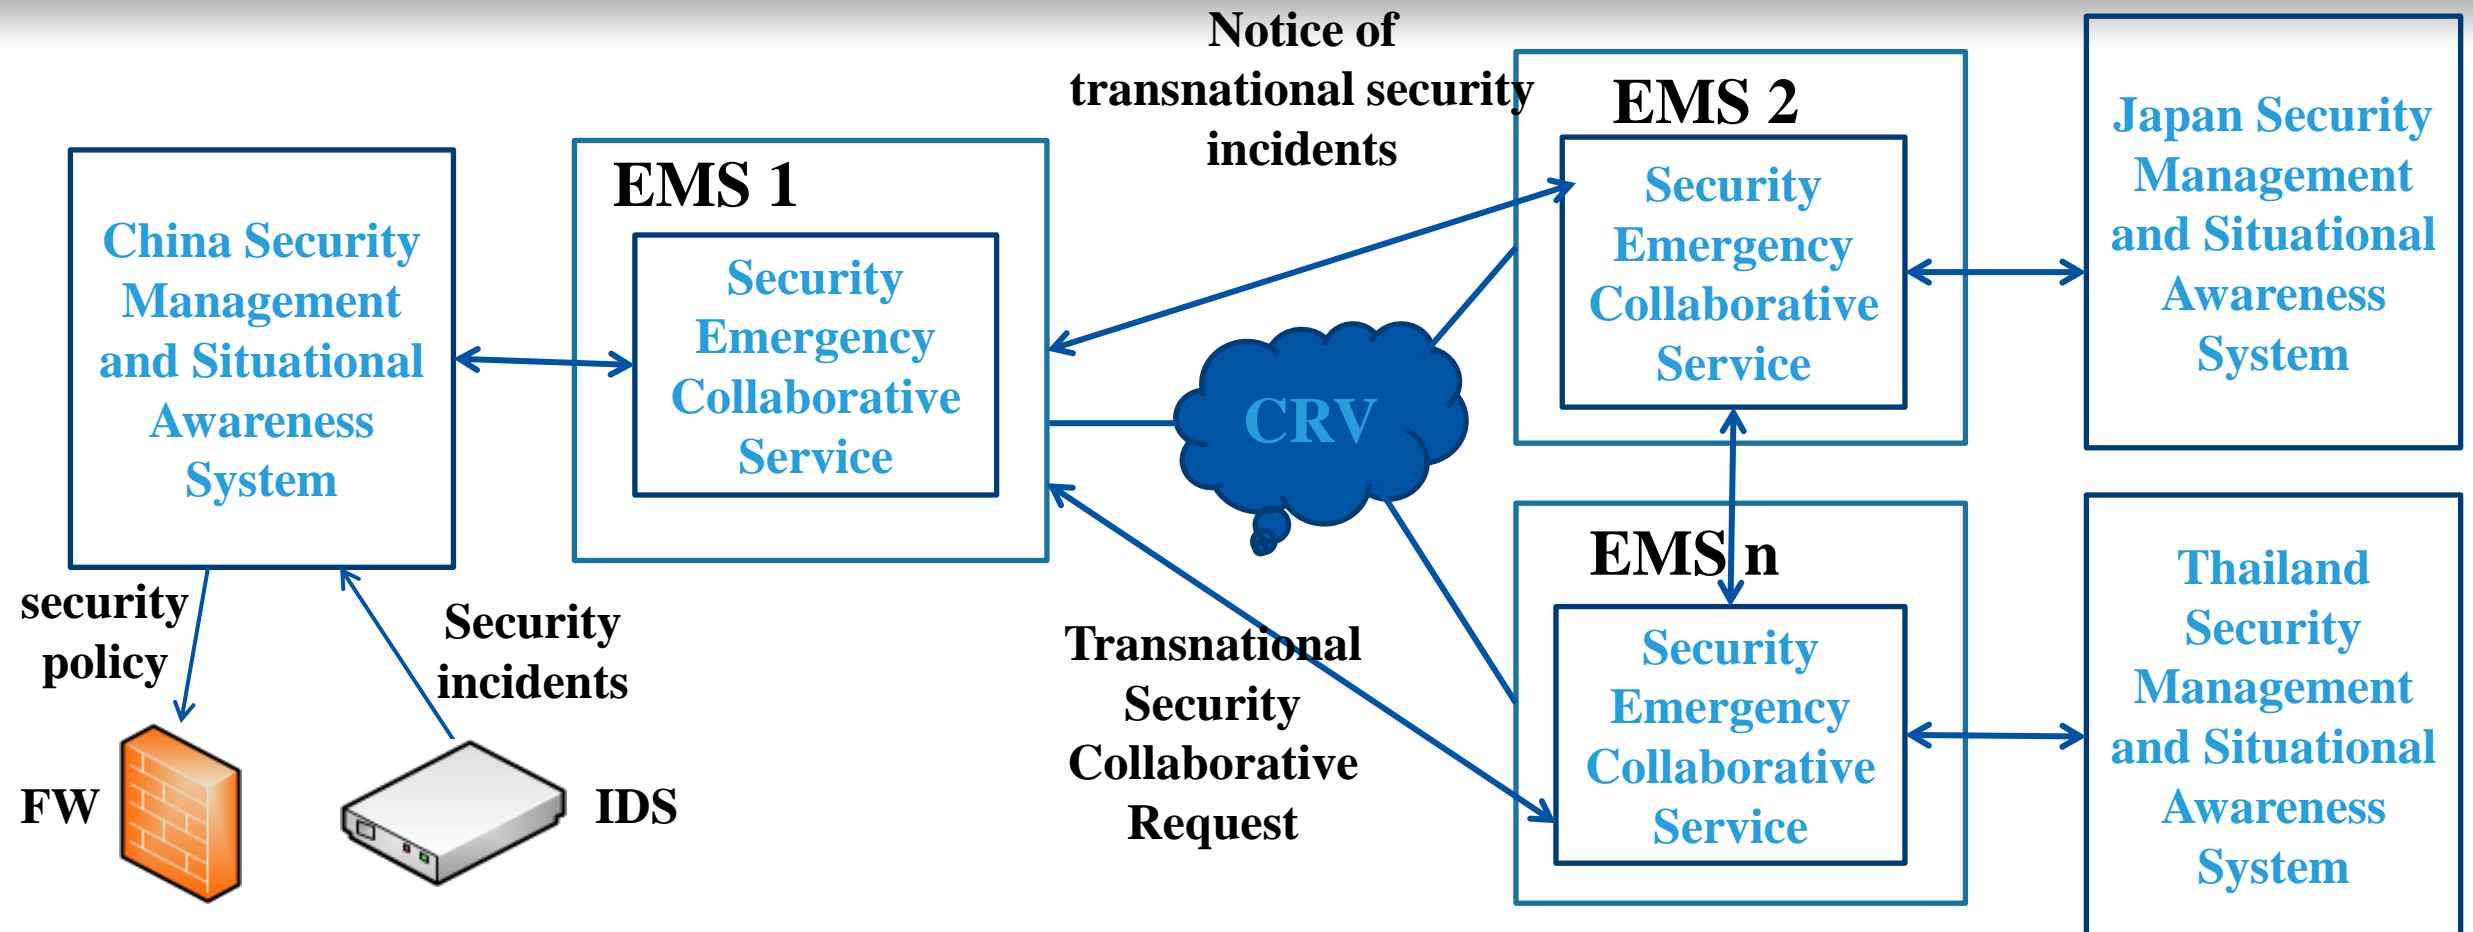 Notice of
transnational security
incidents
EMS 1
EMS 2
China Security
Management
and Situational
Awareness
System
Security
Emergency
Collaborative
Service
CRV
Security
Emergency
Collaborative
Service
Japan Security
Management
and Situational
Awareness
System
security
policy
Security
incidents
FW
IDS
Transnational
Security
Collaborative
Request
EMS n
Security
Emergency
Collaborative
Service
Thailand
Security
Management
and Situational
Awareness
System